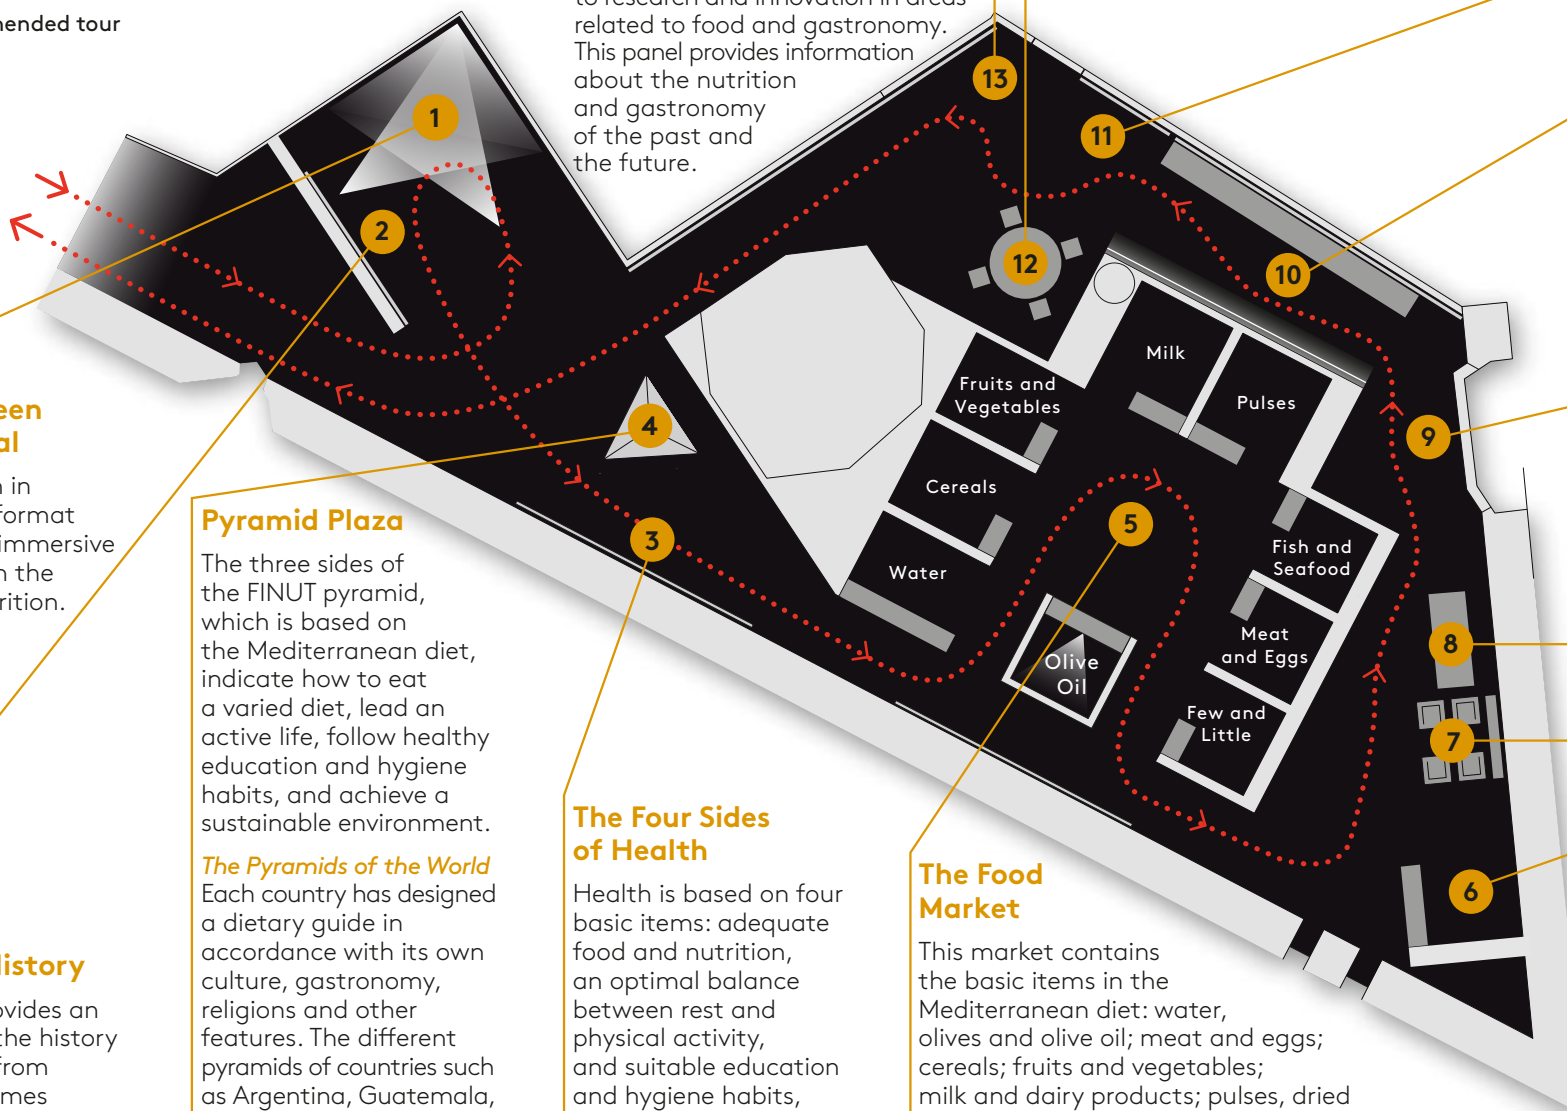 to research and innovation in areas
related to food and gastronomy.
This panel provides information
about the nutrition
and gastronomy
of the past and
the future.
tour
1
2
3
4
5
6
7
8
9
10
11
12
13
Milk
Pulses
Fruits and
Vegetables
Cereals
Water
Olive
Oil
Fish and
Seafood
Meat
and Eggs
Few and
Little
in
format
immersive
the
Pyramid Plaza
The three sides of
the FINUT pyramid,
which is based on
the Mediterranean diet,
indicate how to eat
a varied diet, lead an
active life, follow healthy
education and hygiene
habits, and achieve a
sustainable environment.
The Pyramids of the World
Each country has designed
a dietary guide in
accordance with its own
culture, gastronomy,
religions and other
features. The different
pyramids of countries such
as Argentina, Guatemala,
The Four Sides
of Health
Health is based on four
basic items: adequate
food and nutrition,
an optimal balance
between rest and
physical activity,
and suitable education
and hygiene habits,
The Food
Market
This market contains
the basic items in the
Mediterranean diet: water,
olives and olive oil; meat and eggs;
cereals; fruits and vegetables;
milk and dairy products; pulses, dried
History
an
the history
from